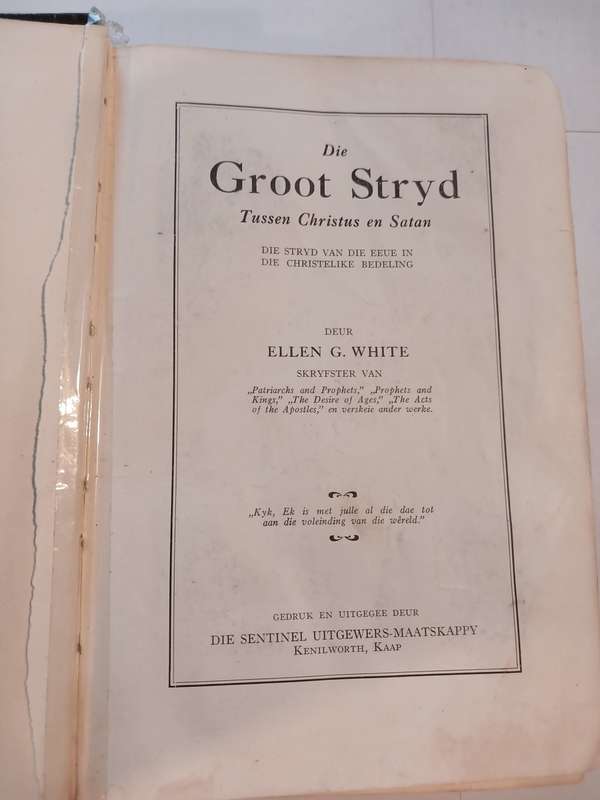 Die
Groot Stryd
Tussen Christus en Satan
DIE STRYD VAN DIE EEUE IN
DIE CHRISTELIKE BEDELING
DEUR
ELLEN G. WHITE
SKRYFSTER VAN
„Patriarchs and Prophets,” „Prophets and
Kings,” „The Desire of Ages,” „The Acts
of the Apostles,” en verskeie ander werke.
„Kyk, Ek is met julle al die dae tot
aan die voleinding van die wêreld.”
GEDRUK EN UITGEGEE DEUR
DIE SENTINEL UITGEWERS-MAATSKAPPY
KENILWORTH, KAAP